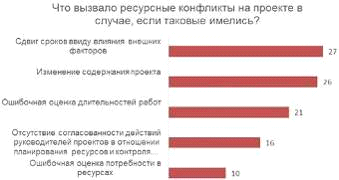 Что вызвало ресурсные конфликты на проекте в
случае, если таковые имелись?
Сдвиг сроков ввиду влияния внешних
факторов
27
Изменение содержания проекта
26
Ошибочная оценка длительностей работ
21
Отсутствие согласованности действий
руководителей проектов в отношении
планирования ресурсов и контроля...
16
Ошибочная оценка потребности в
ресурсах
10